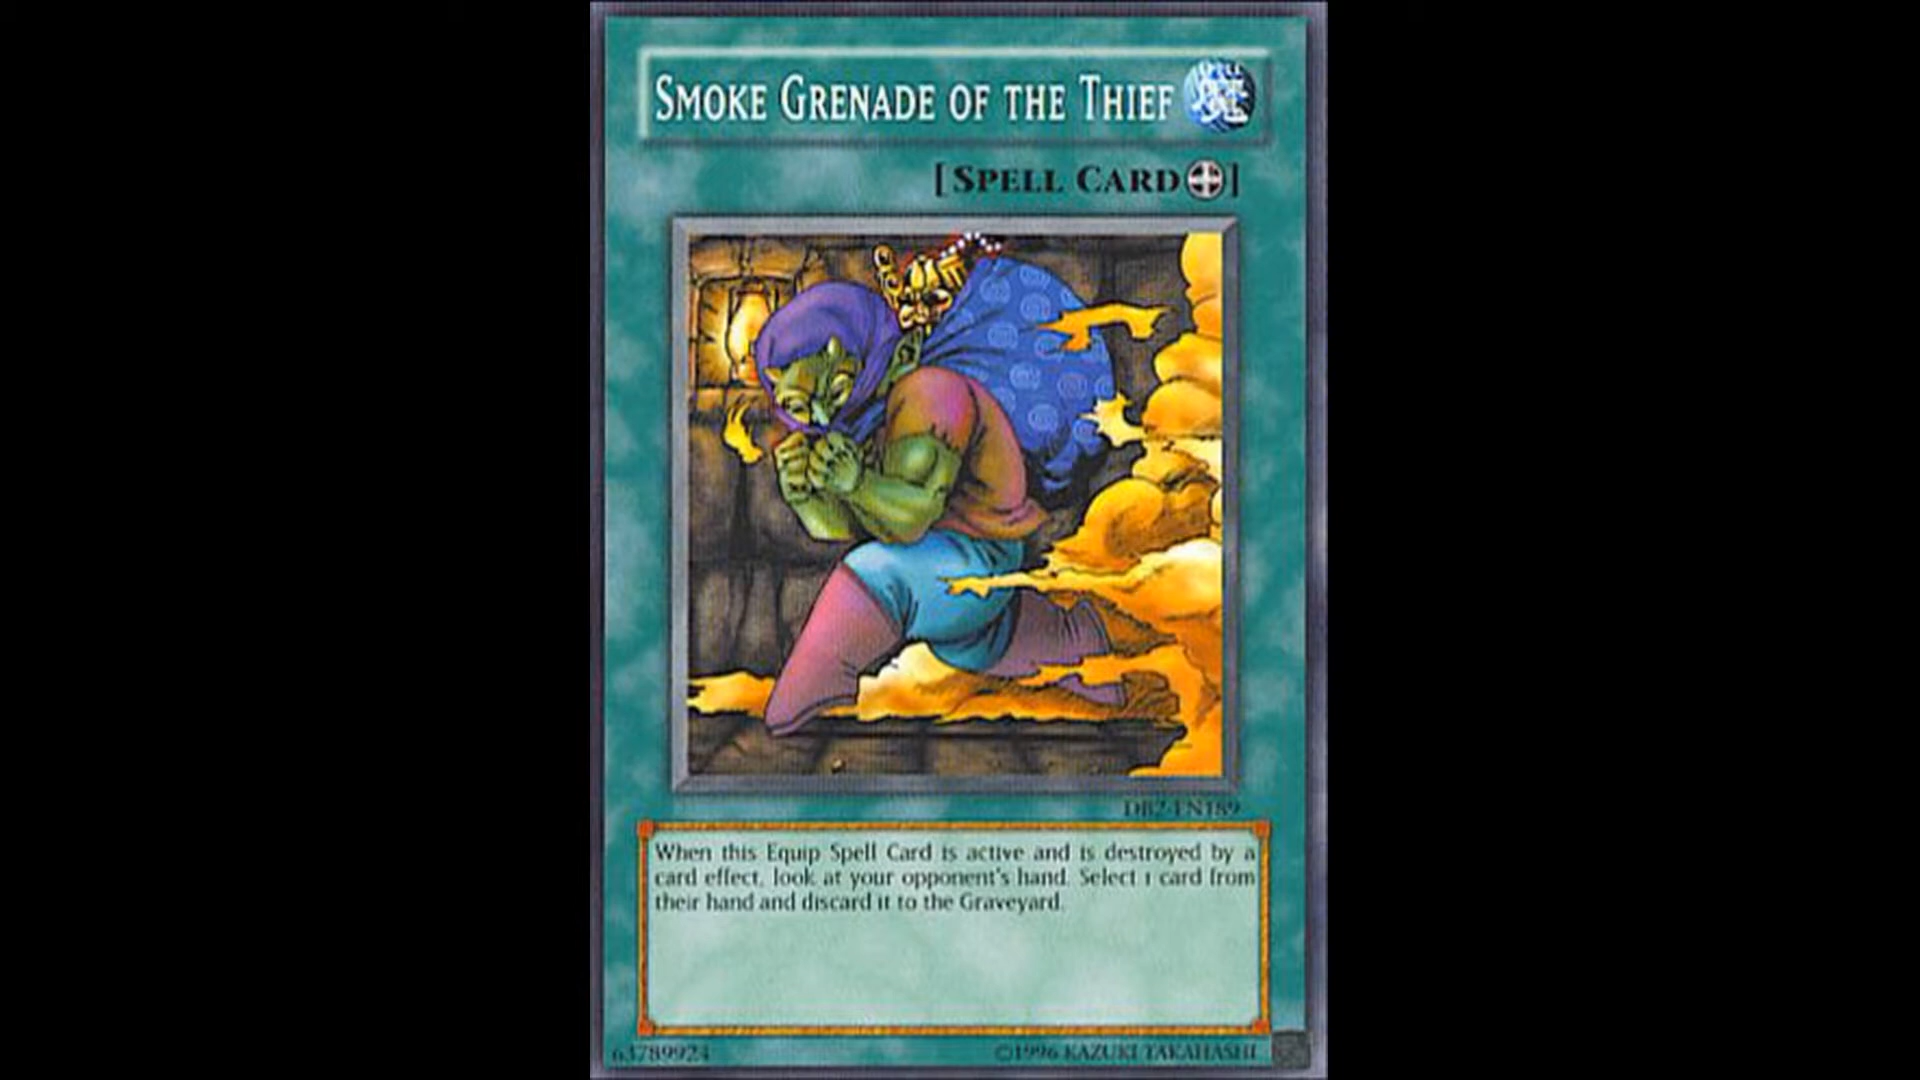 SMOKE GRENADE OF THE THIEF
[SPELL CARD]
DB2-EN189
When this Equip Spell Card is active and is destroyed by a
card effect, look at your opponent's hand. Select 1 card from
their hand and discard it to the Graveyard.
63789924
©1996 KAZUKI TAKAHASHI